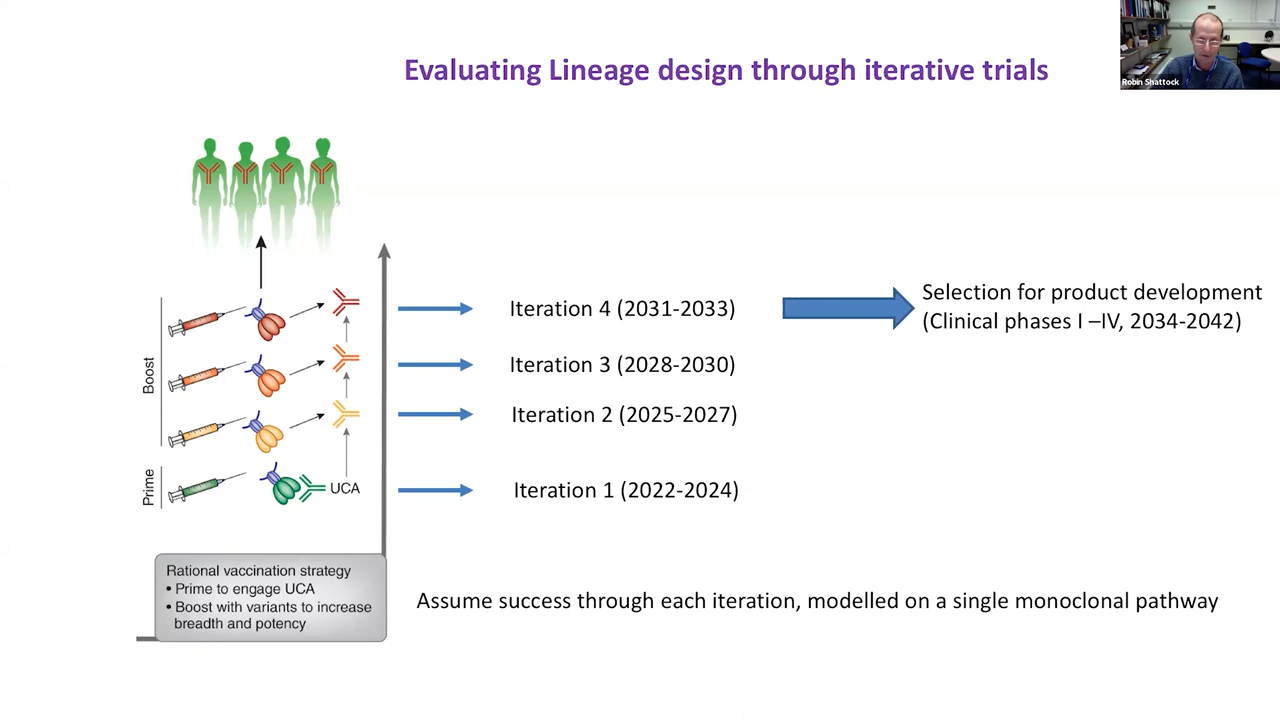 Evaluating Lineage design through iterative trials
Robin Shattock
Boost
Prime
UCA
Iteration 4 (2031-2033)
Iteration 3 (2028-2030)
Iteration 2 (2025-2027)
Iteration 1 (2022-2024)
Selection for product development
(Clinical phases I –IV, 2034-2042)
Rational vaccination strategy
• Prime to engage UCA
• Boost with variants to increase
breadth and potency
Assume success through each iteration, modelled on a single monoclonal pathway